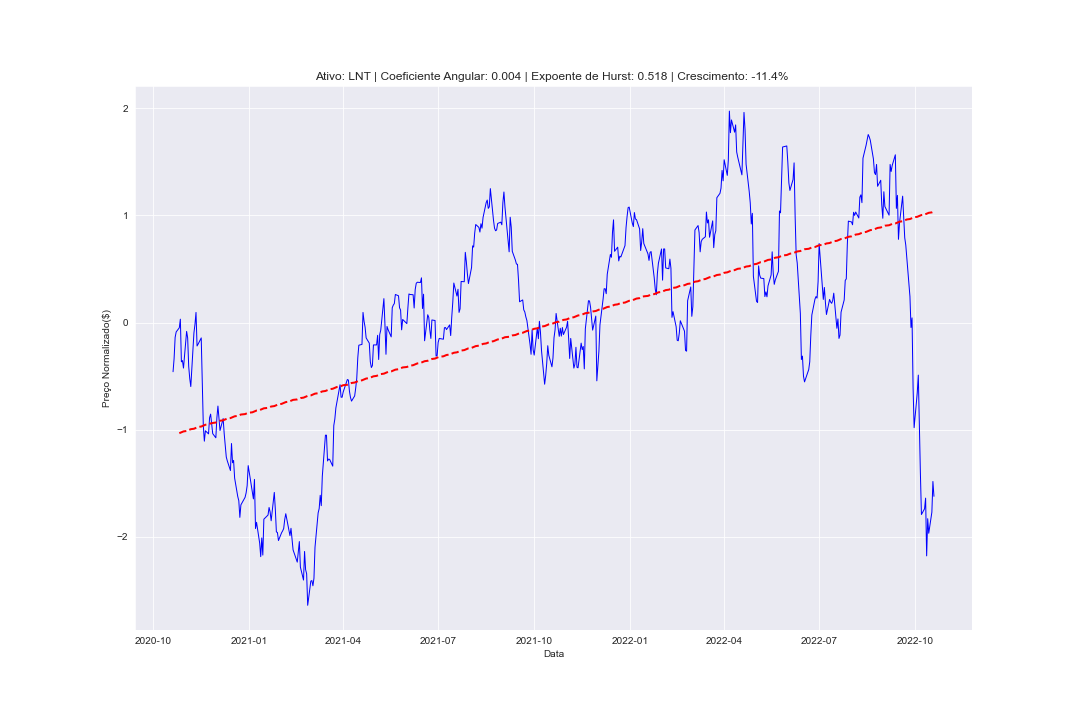 Ativo: LNT | Coeficiente Angular: 0.004 | Expoente de Hurst: 0.518 | Crescimento: -11.4%
Preço Normalizado($)
2
1
0
−1
−2
2020-10 2021-01 2021-04 2021-07 2021-10 2022-01 2022-04 2022-07 2022-10
Data